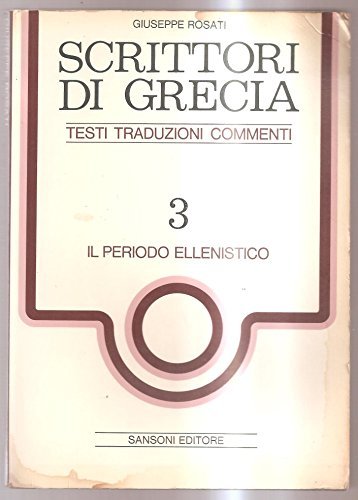 GIUSEPPE ROSATI
SCRITTORI
DI GRECIA
TESTI TRADUZIONI COMMENTI
3
IL PERIODO ELLENISTICO
SANSONI EDITORE